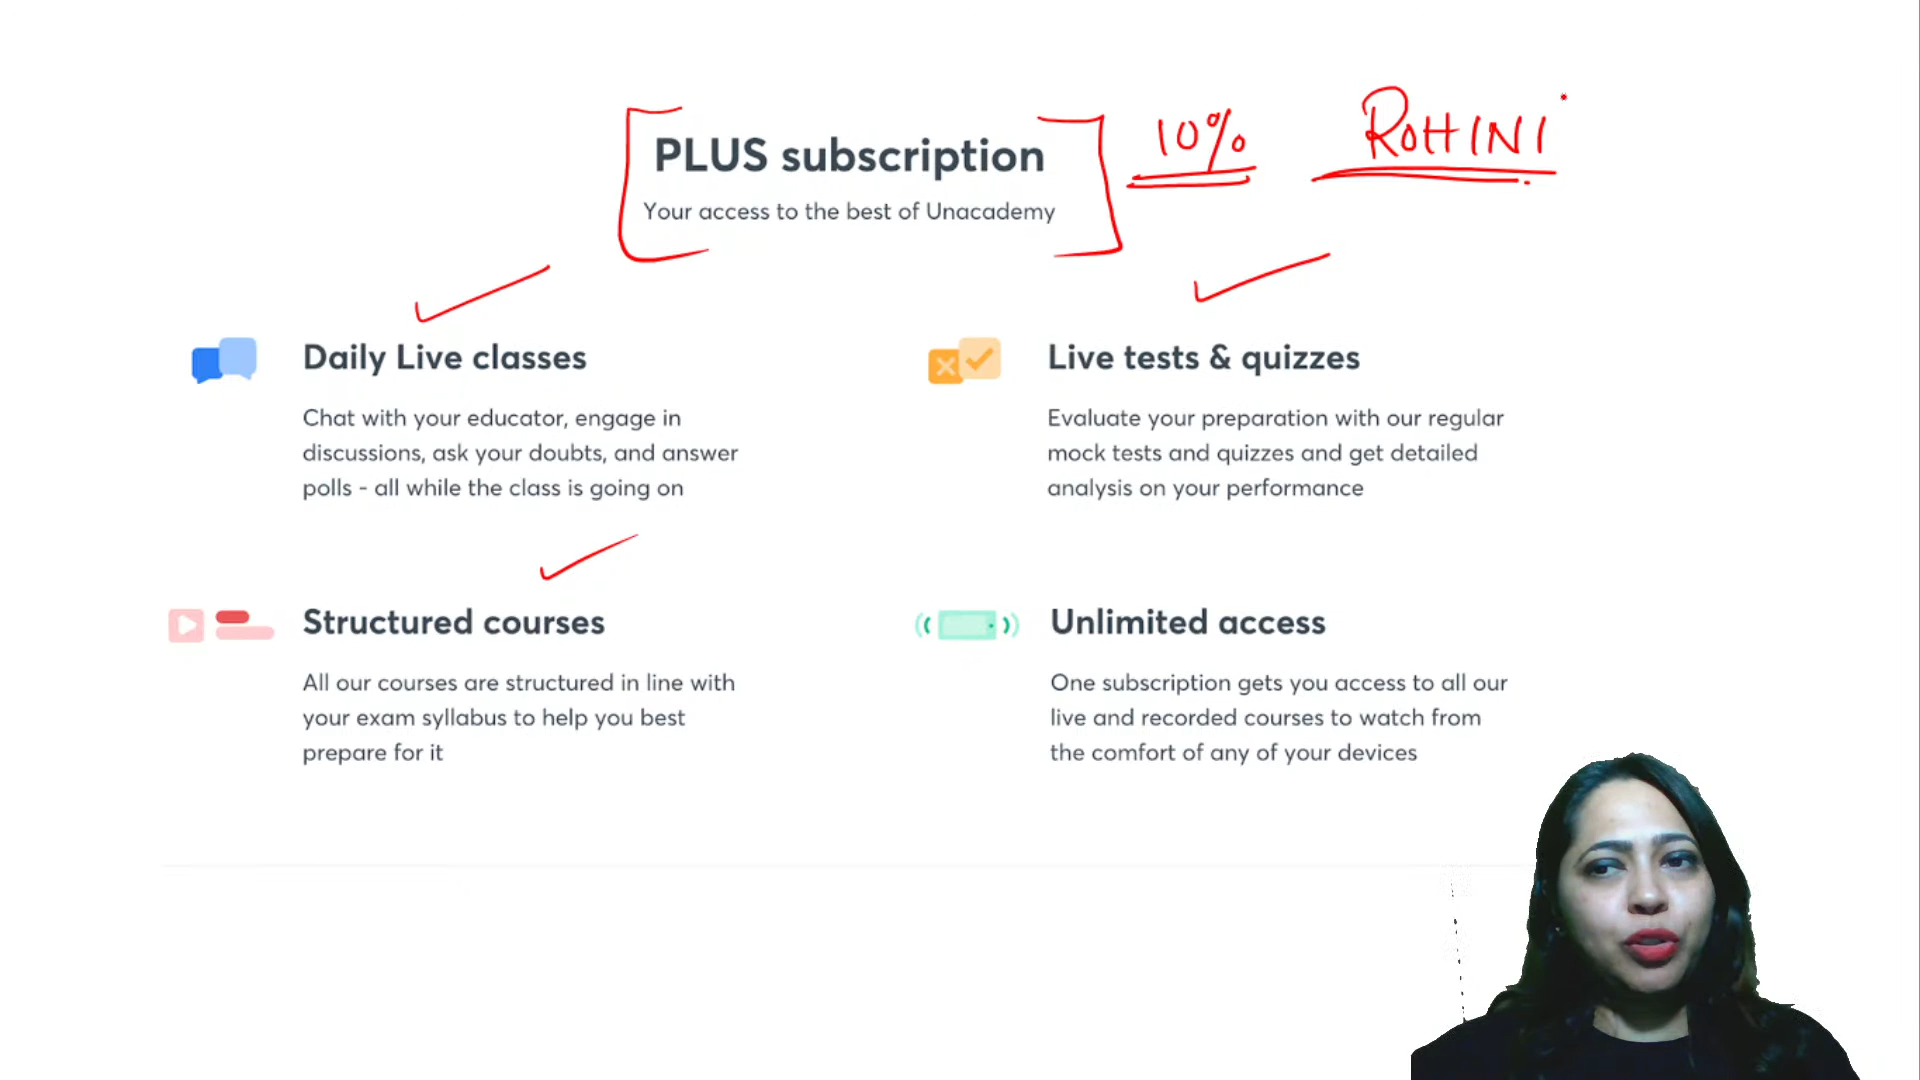 PLUS subscription
10% ROHINI
Your access to the best of Unacademy
Daily Live classes
Chat with your educator, engage in
discussions, ask your doubts, and answer
polls - all while the class is going on
Live tests & quizzes
Evaluate your preparation with our regular
mock tests and quizzes and get detailed
analysis on your performance
Structured courses
All our courses are structured in line with
your exam syllabus to help you best
prepare for it
Unlimited access
One subscription gets you access to all our
live and recorded courses to watch from
the comfort of any of your devices